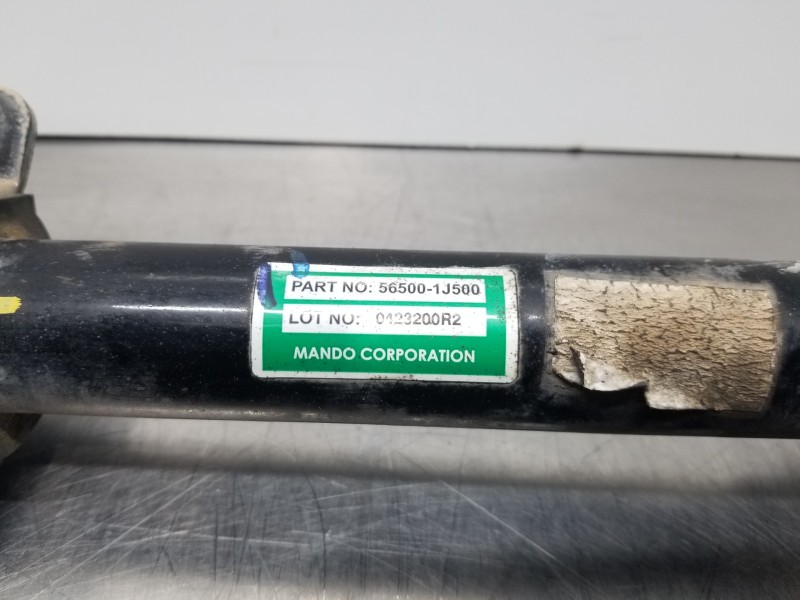 PART NO: 56500-1J500
LOT NO: 0423200R2
MANDO CORPORATION